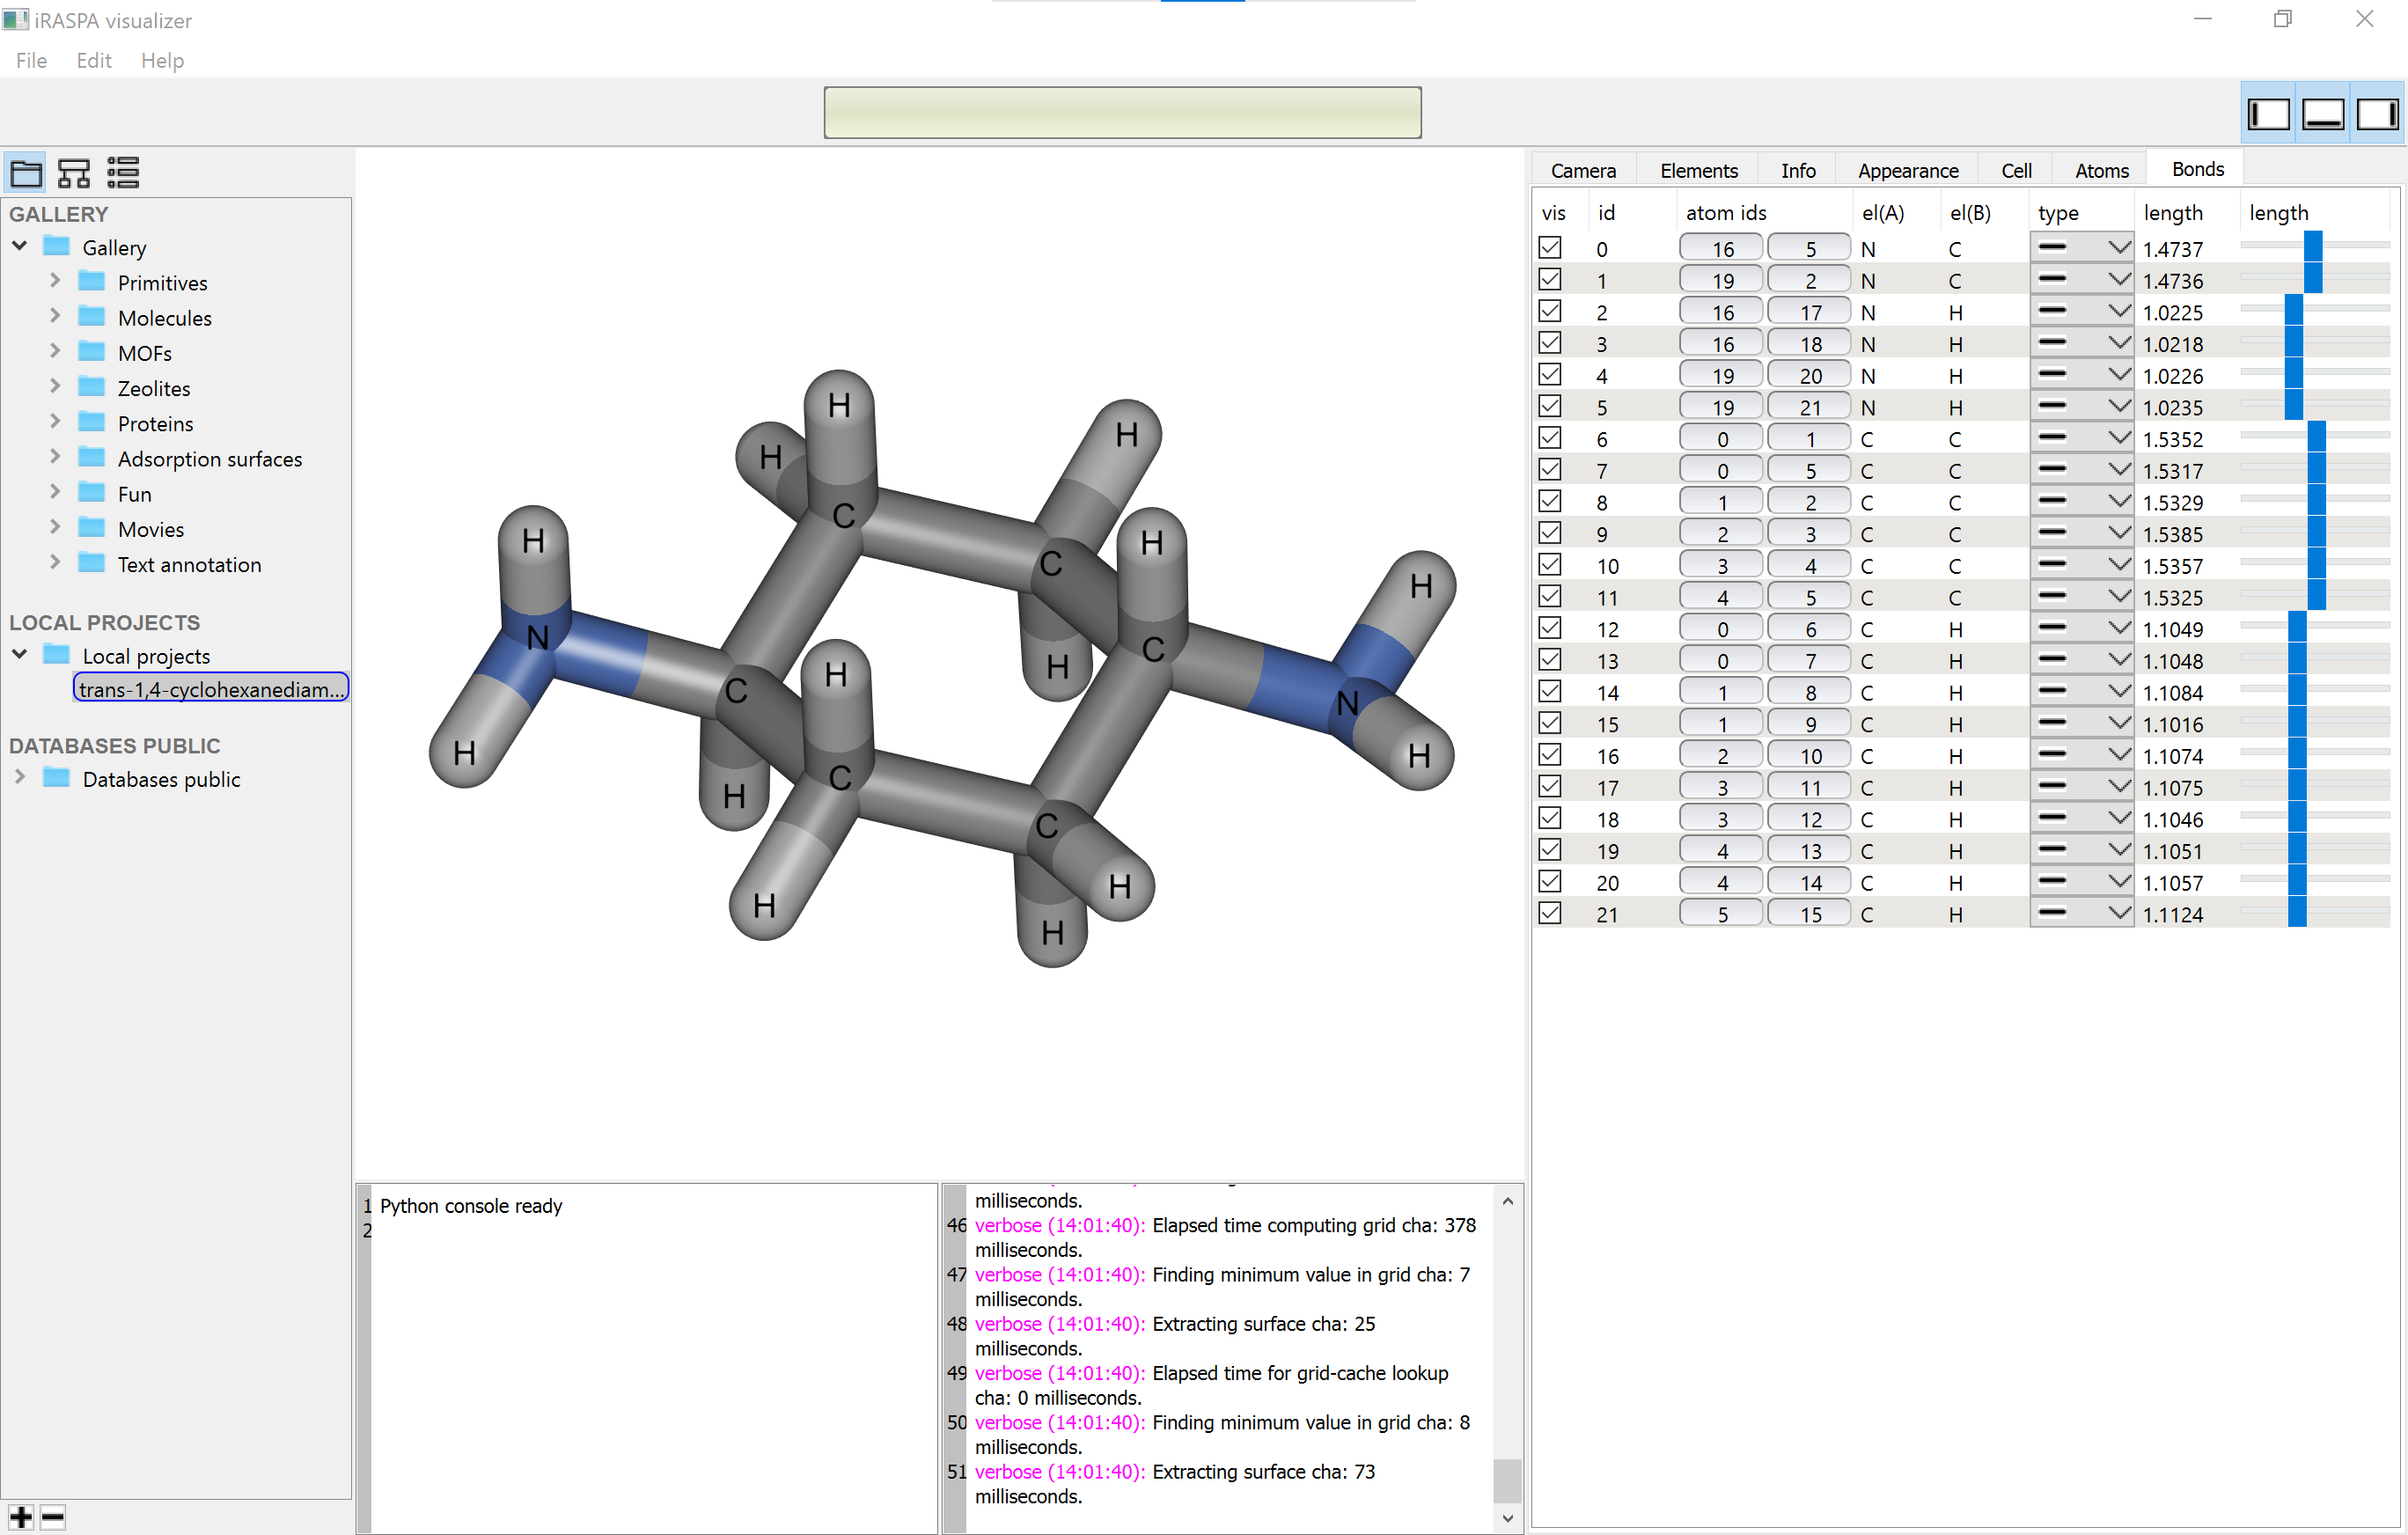 iRASPA visualizer
File Edit Help
GALLERY
Gallery
Primitives
Molecules
MOFs
Zeolites
Proteins
Adsorption surfaces
Fun
Movies
Text annotation
LOCAL PROJECTS
Local projects
trans-1,4-cyclohexanediam...
DATABASES PUBLIC
Databases public
H
H
H
H
C
H
H
C
H
N
C
H
H
C
N
H
H
C
H
C
H
H
H
H
1 Python console ready
2
milliseconds.
46 verbose (14:01:40): Elapsed time computing grid cha: 378
milliseconds.
47 verbose (14:01:40): Finding minimum value in grid cha: 7
milliseconds.
48 verbose (14:01:40): Extracting surface cha: 25
milliseconds.
49 verbose (14:01:40): Elapsed time for grid-cache lookup
cha: 0 milliseconds.
50 verbose (14:01:40): Finding minimum value in grid cha: 8
milliseconds.
51 verbose (14:01:40): Extracting surface cha: 73
milliseconds.
Camera Elements Info Appearance Cell Atoms Bonds
vis id atom ids el(A) el(B) type length length
0 16 5 N C 1.4737
1 19 2 N C 1.4736
2 16 17 N H 1.0225
3 16 18 N H 1.0218
4 19 20 N H 1.0226
5 19 21 N H 1.0235
6 0 1 C C 1.5352
7 0 5 C C 1.5317
8 1 2 C C 1.5329
9 2 3 C C 1.5385
10 3 4 C C 1.5357
11 4 5 C C 1.5325
12 0 6 C H 1.1049
13 0 7 C H 1.1048
14 1 8 C H 1.1084
15 1 9 C H 1.1016
16 2 10 C H 1.1074
17 3 11 C H 1.1075
18 3 12 C H 1.1046
19 4 13 C H 1.1051
20 4 14 C H 1.1057
21 5 15 C H 1.1124